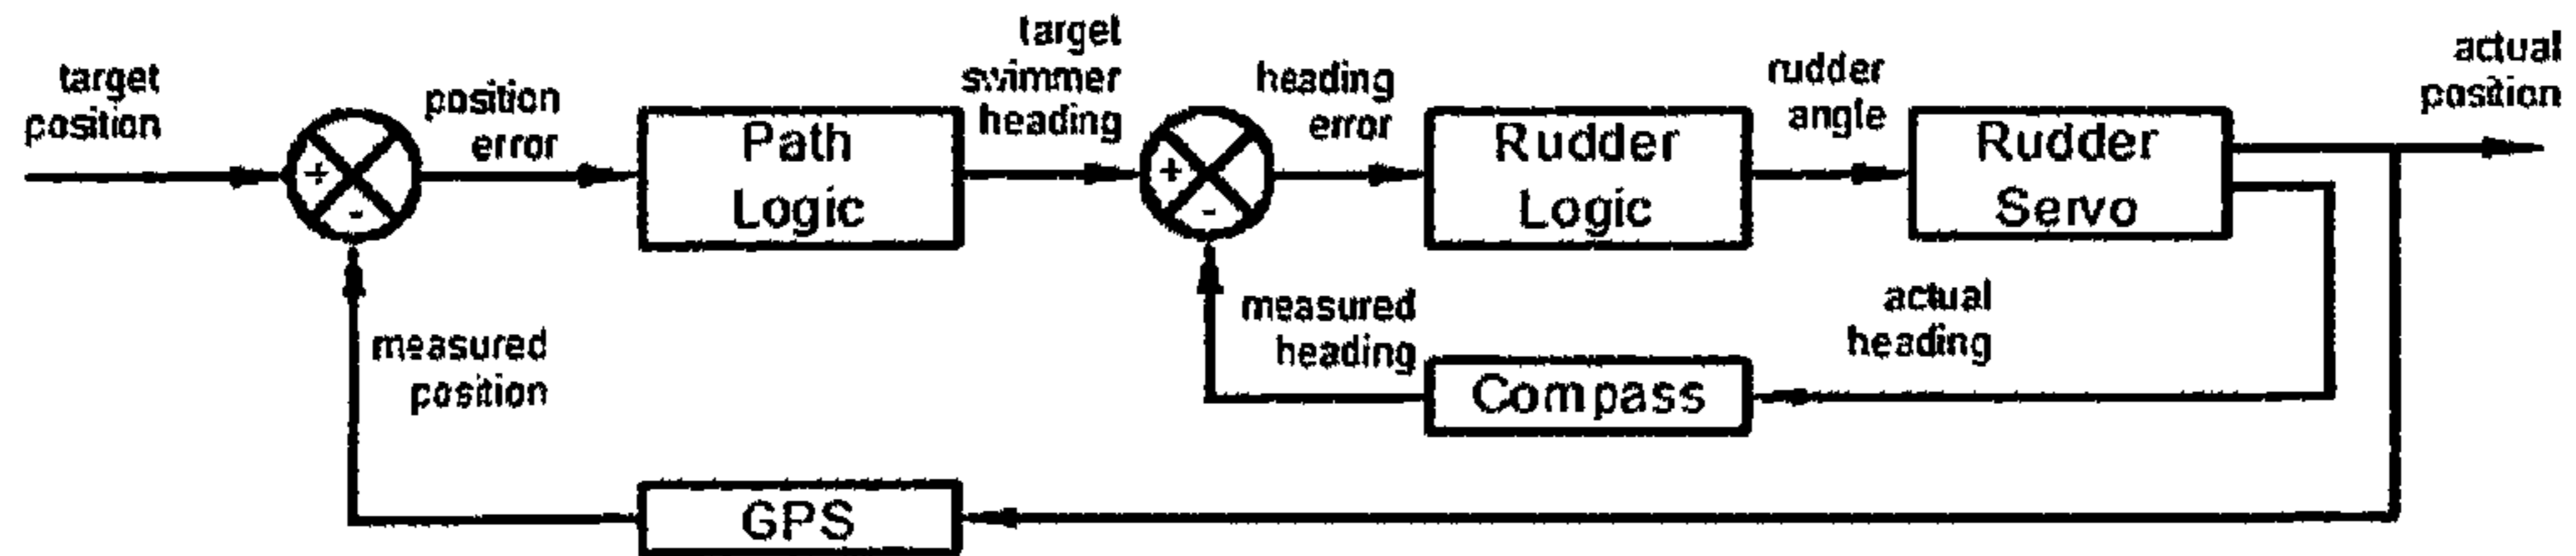 target
position
+
-
position
error
Path
Logic
target
swimmer
heading
+
-
heading
error
Rudder
Logic
rudder
angle
Rudder
Servo
actual
position
measured
position
measured
heading
Compass
actual
heading
GPS